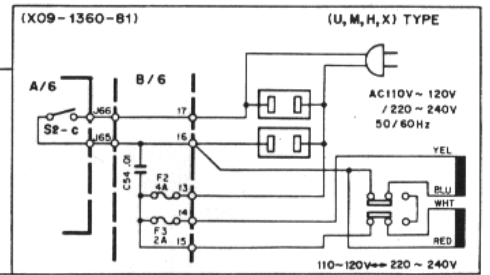 (X09-1360-81)
(U, M, H, X) TYPE
A/6
B/6
AC110V~120V
/220~240V
50/60Hz
J66
17
S2-c
J65
16
YEL
C54 .01
F2
4A
13
BLU
WHT
14
F3
2A
15
RED
110~120V↔220~240V